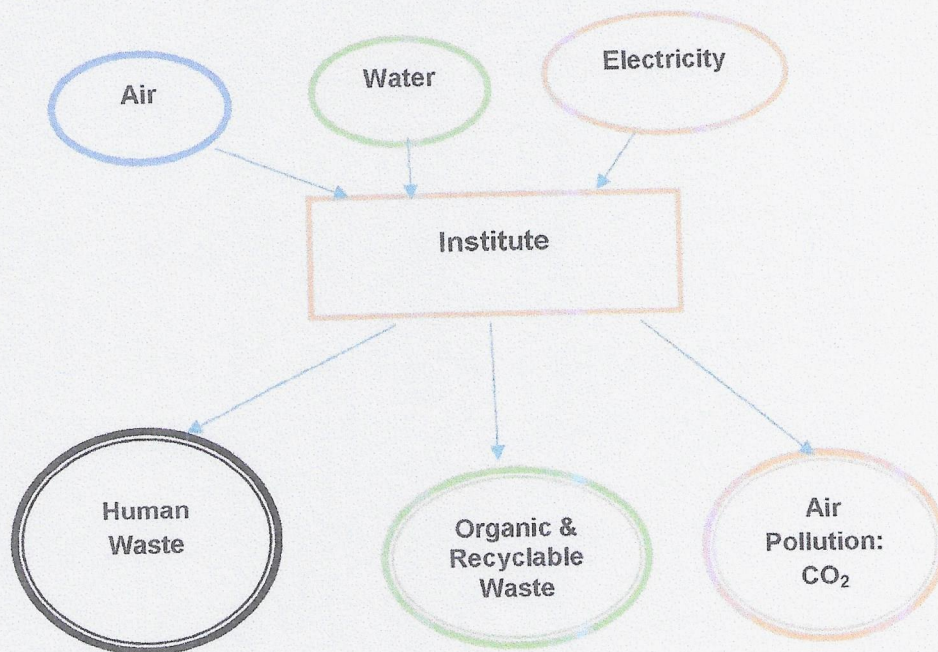 Air
Water
Electricity
Institute
Human
Waste
Organic &
Recyclable
Waste
Air
Pollution:
CO₂